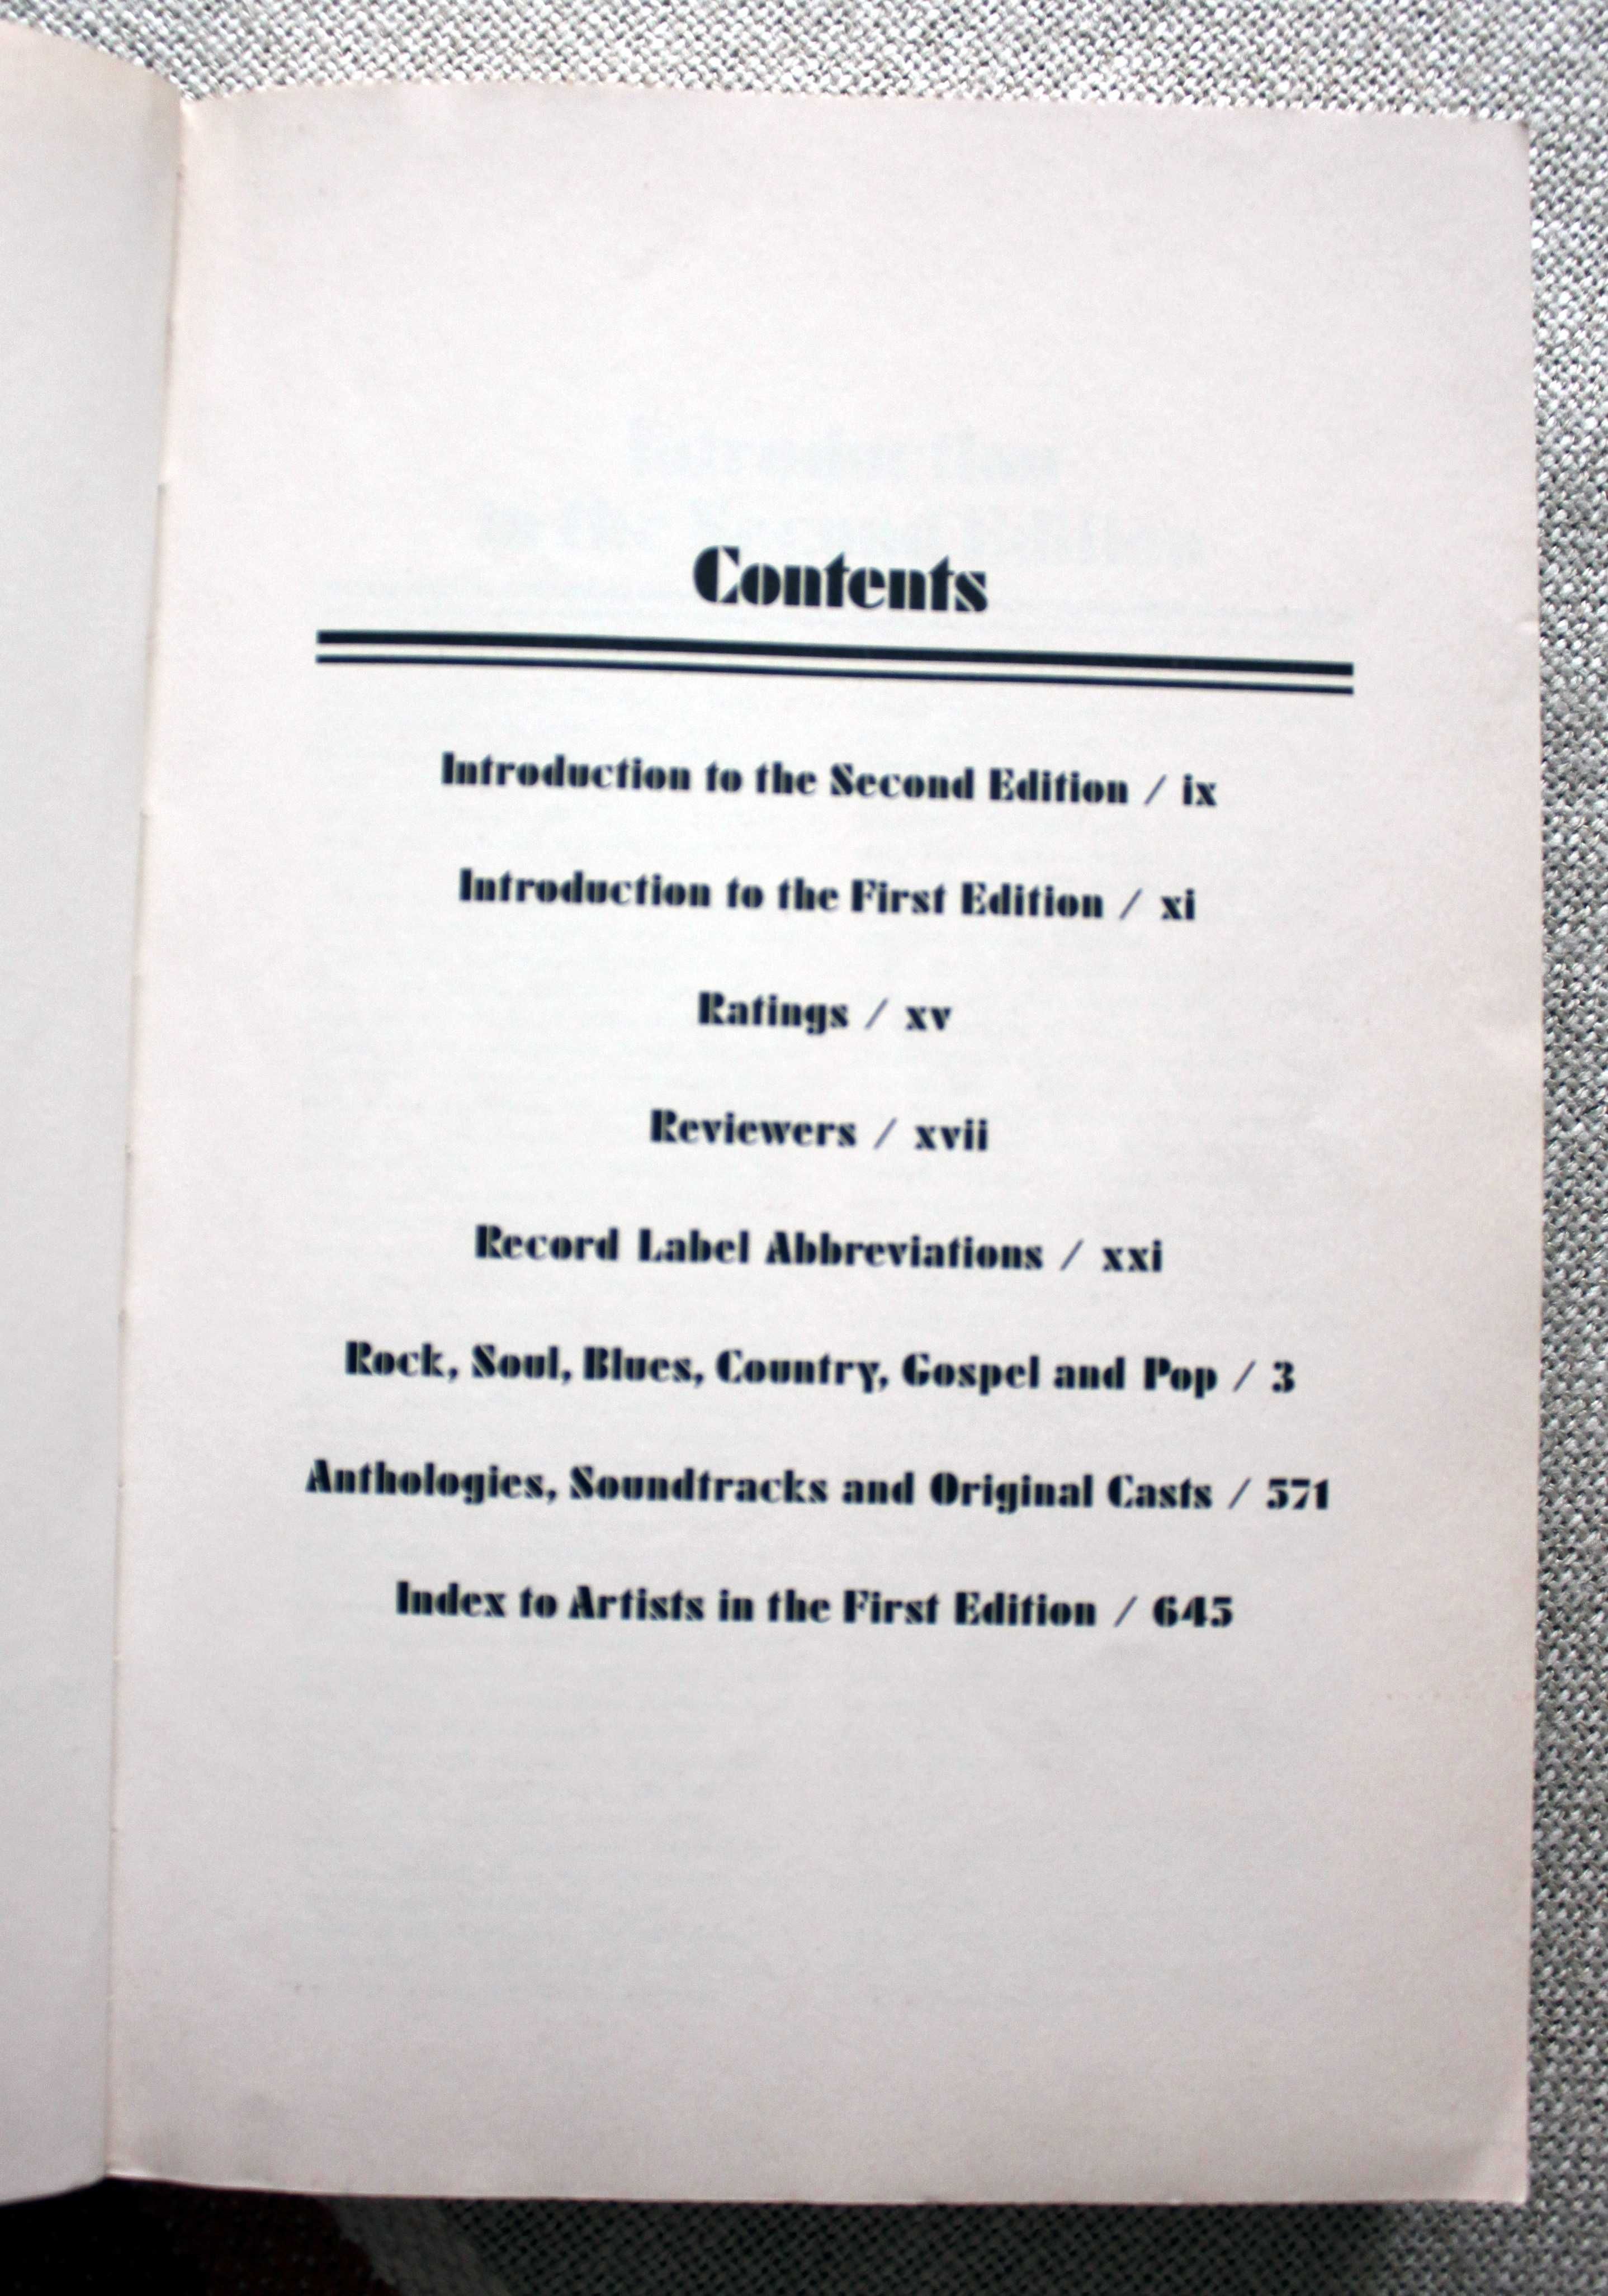 Contents
Introduction to the Second Edition / ix
Introduction to the First Edition / xi
Ratings / xv
Reviewers / xvii
Record Label Abbreviations / xxi
Rock, Soul, Blues, Country, Gospel and Pop / 3
Anthologies, Soundtracks and Original Casts / 571
Index to Artists in the First Edition / 645